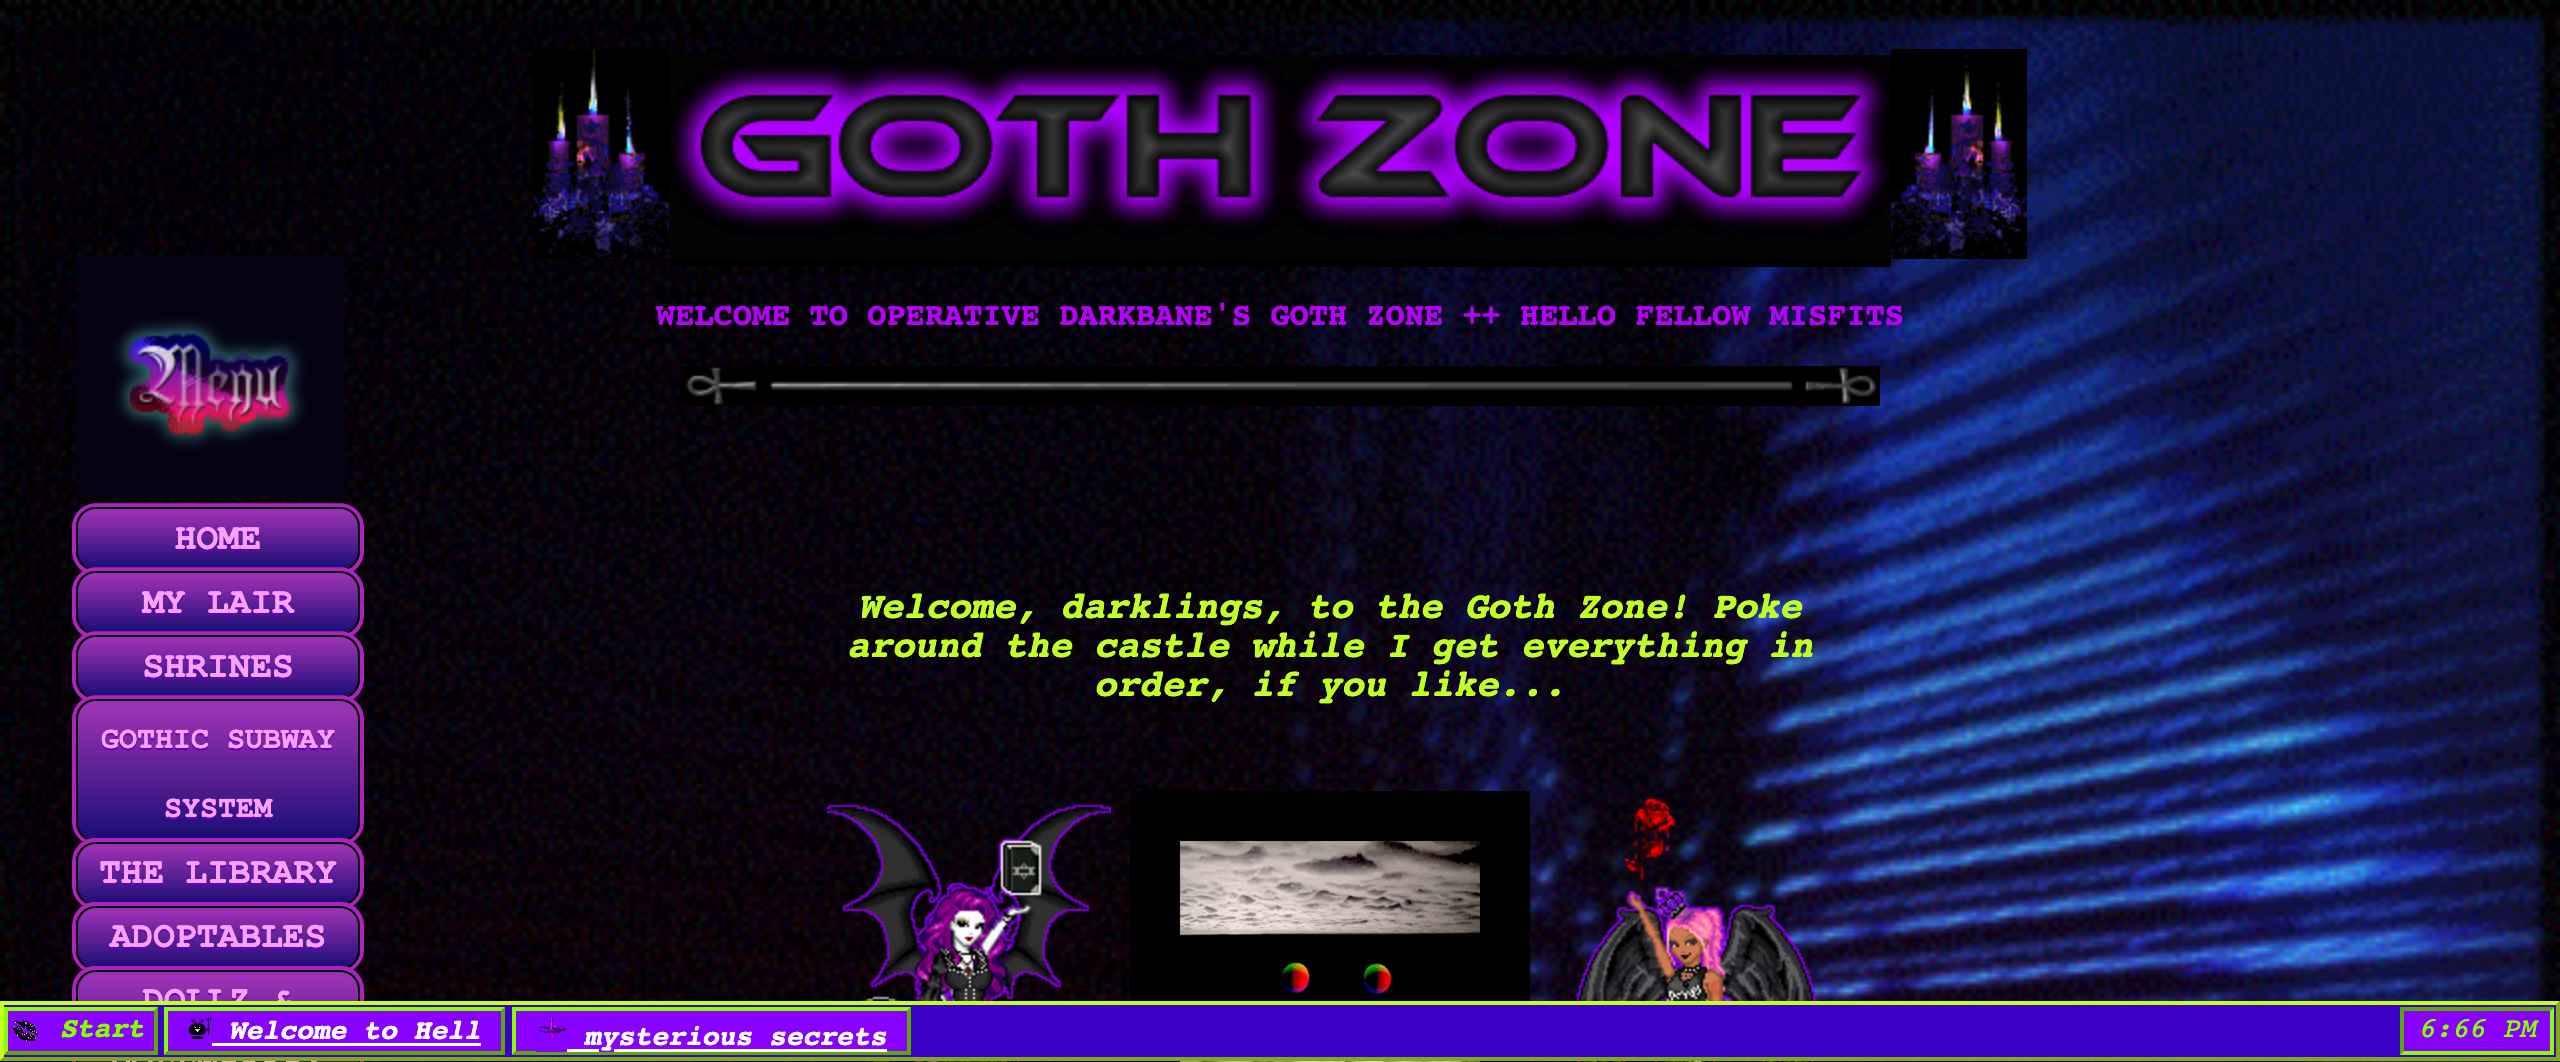 GOTH ZONE
WELCOME TO OPERATIVE DARKBANE'S GOTH ZONE ++ HELLO FELLOW MISFITS
Menu
HOME
MY LAIR
SHRINES
GOTHIC SUBWAY
SYSTEM
THE LIBRARY
ADOPTABLES
DOLLZ &
Welcome, darklings, to the Goth Zone! Poke
around the castle while I get everything in
order, if you like...
Start
Welcome to Hell
mysterious secrets
6:66 PM